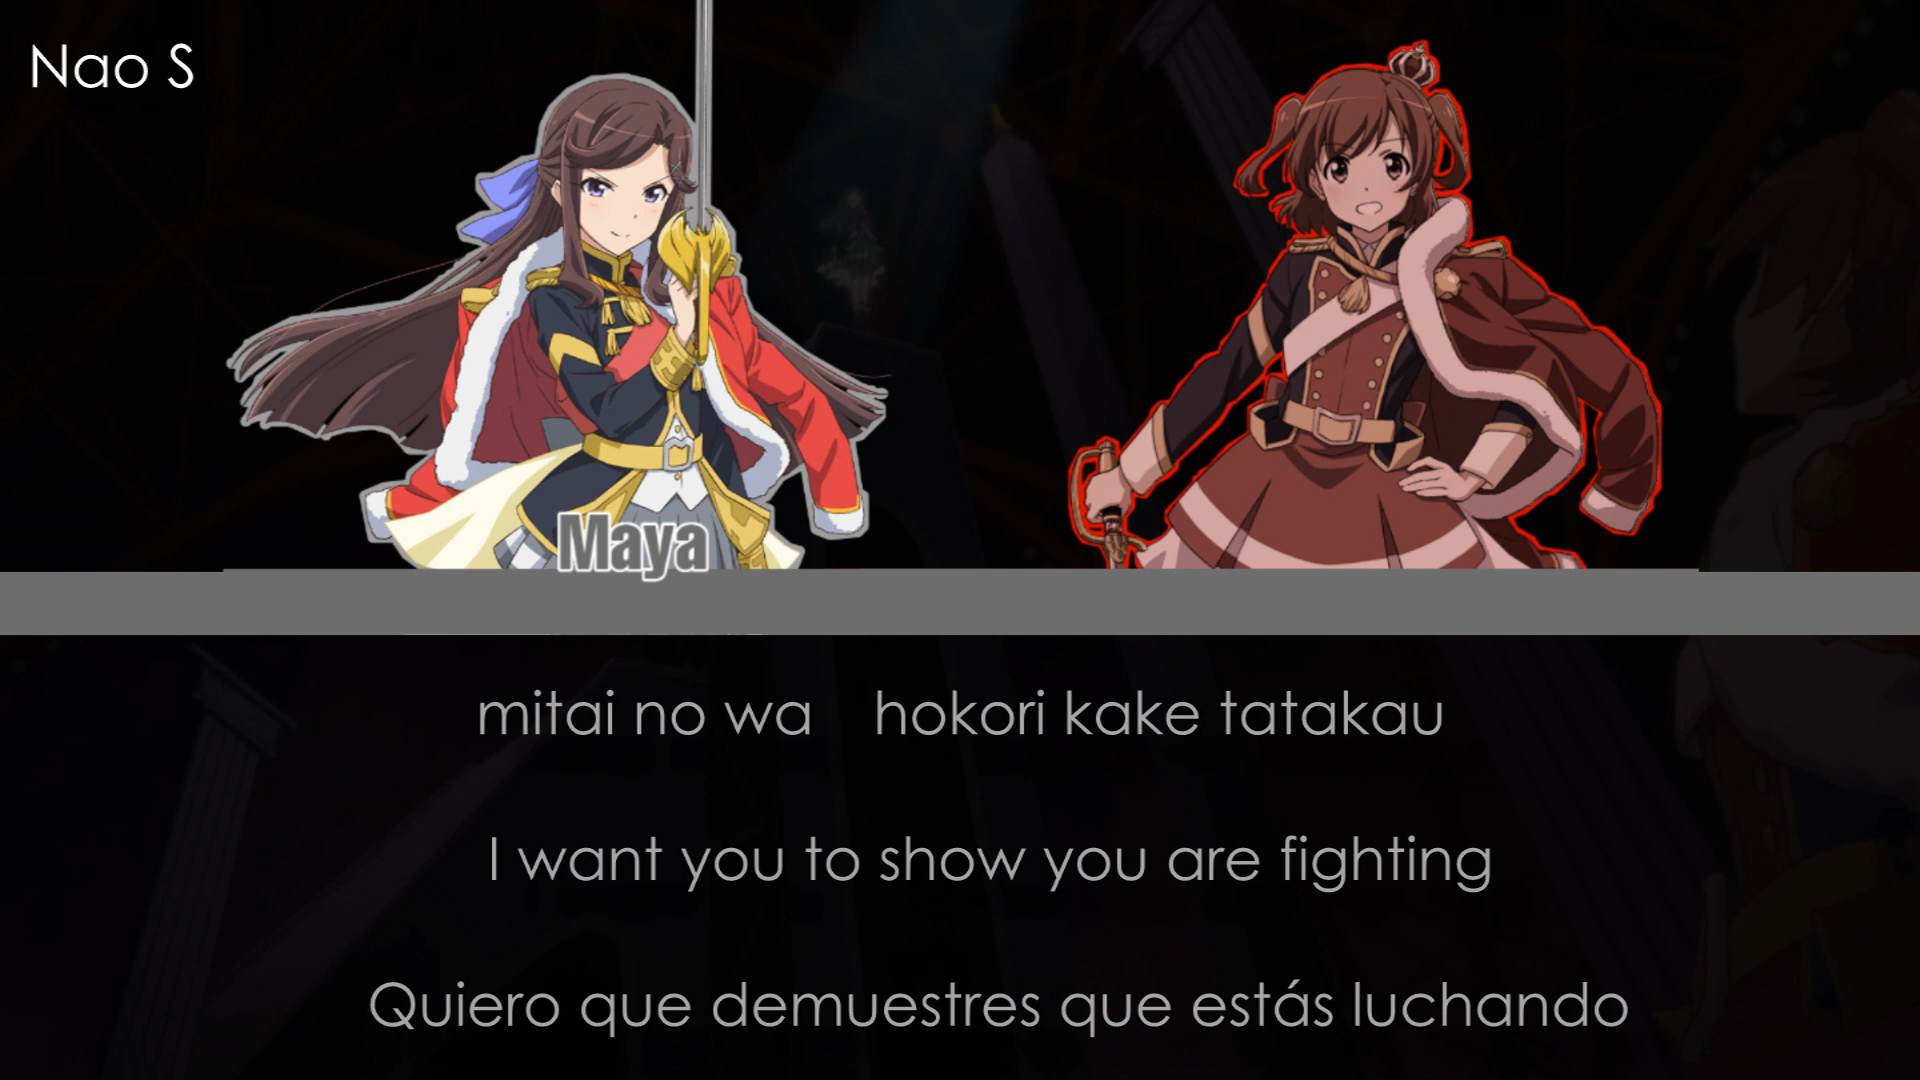 Nao S
Maya
mitai no wa hokori kake tatakau
I want you to show you are fighting
Quiero que demuestres que estás luchando